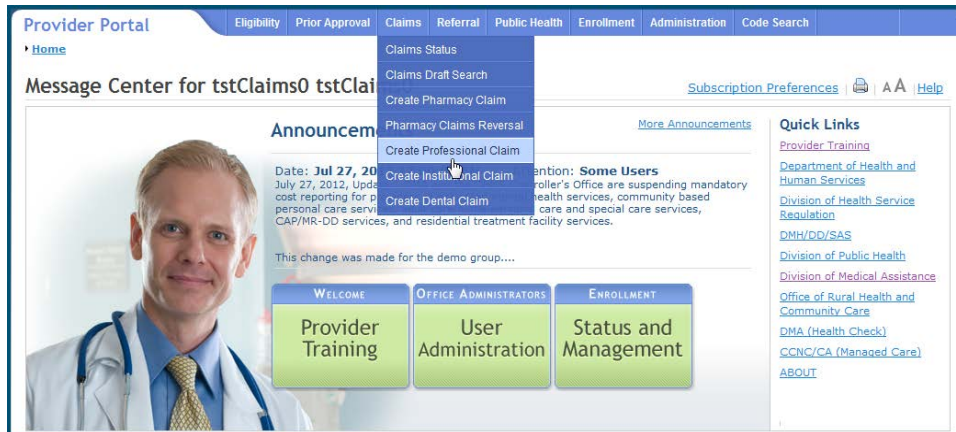 Provider Portal
Eligibility Prior Approval Claims Referral Public Health Enrollment Administration Code Search
Home
Claims Status
Claims Draft Search
Create Pharmacy Claim
Pharmacy Claims Reversal
Create Professional Claim
Create Institutional Claim
Create Dental Claim
Message Center for tstClaims0 tstClai
Subscription Preferences | A A | Help
More Announcements
Date: Jul 27, 20 Some Users
July 27, 2012, roller's Office are suspending mandatory
cost reporting for health services, community based
personal care care and special care services,
CAP/MR-DD services, and residential treatment facility services.
This change was made for the demo group....
WELCOME
Provider
Training
OFFICE ADMINISTRATORS
User
Administration
ENROLLMENT
Status and
Management
Quick Links
Provider Training
Department of Health and
Human Services
Division of Health Service
Regulation
DMH/DD/SAS
Division of Public Health
Division of Medical Assistance
Office of Rural Health and
Community Care
DMA (Health Check)
CCNC/CA (Managed Care)
ABOUT